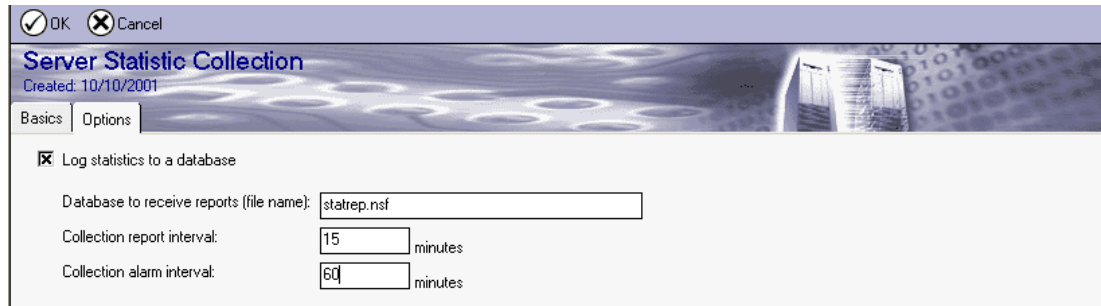 OK Cancel
Server Statistic Collection
Created: 10/10/2001
Basics Options
Log statistics to a database
Database to receive reports (file name): statrep.nsf
Collection report interval: 15 minutes
Collection alarm interval: 60 minutes